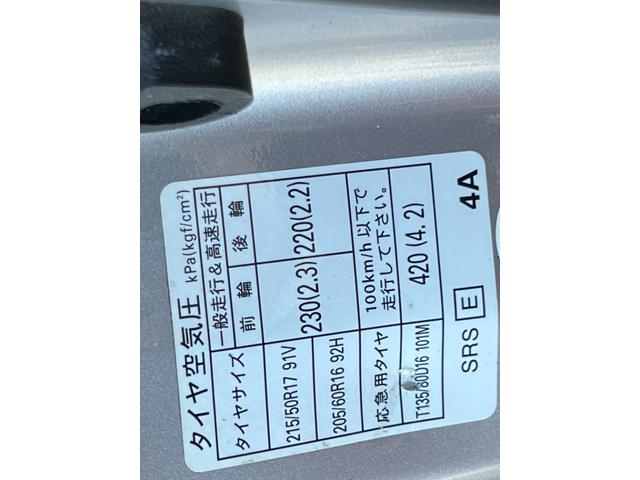 タイヤ空気圧 kPa(kgf/cm²)
タイヤサイズ 一般走行&高速走行
前輪 後輪
215/50R17 91V 230(2.3) 220(2.2)
205/60R16 92H
応急用タイヤ 100km/h 以下で
走行して下さい。
T135/80D16 101M 420(4.2)
SRS E 4A